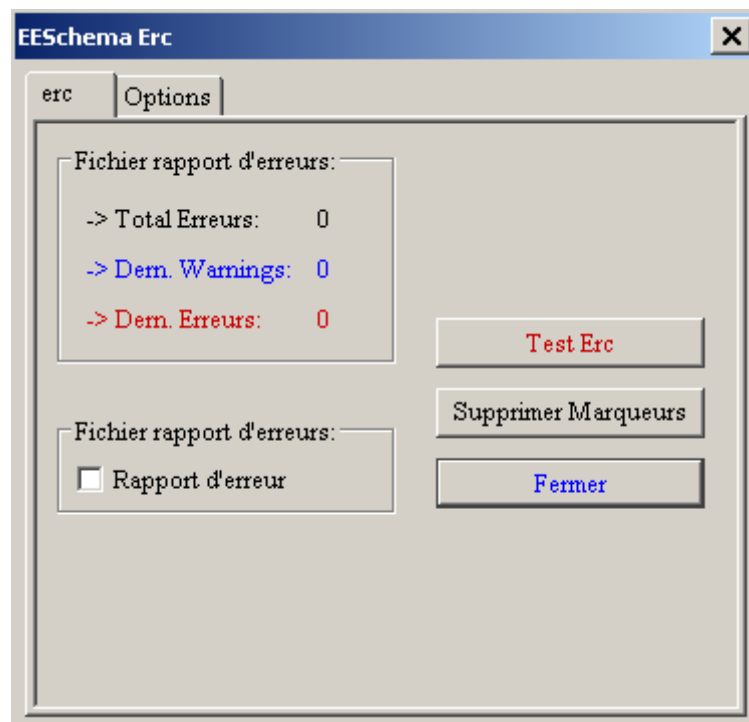 EESchema Erc
erc
Options
Fichier rapport d'erreurs:
-> Total Erreurs: 0
-> Dern. Warnings: 0
-> Dern. Erreurs: 0
Test Erc
Supprimer Marqueurs
Fichier rapport d'erreurs:
Rapport d'erreur
Fermer